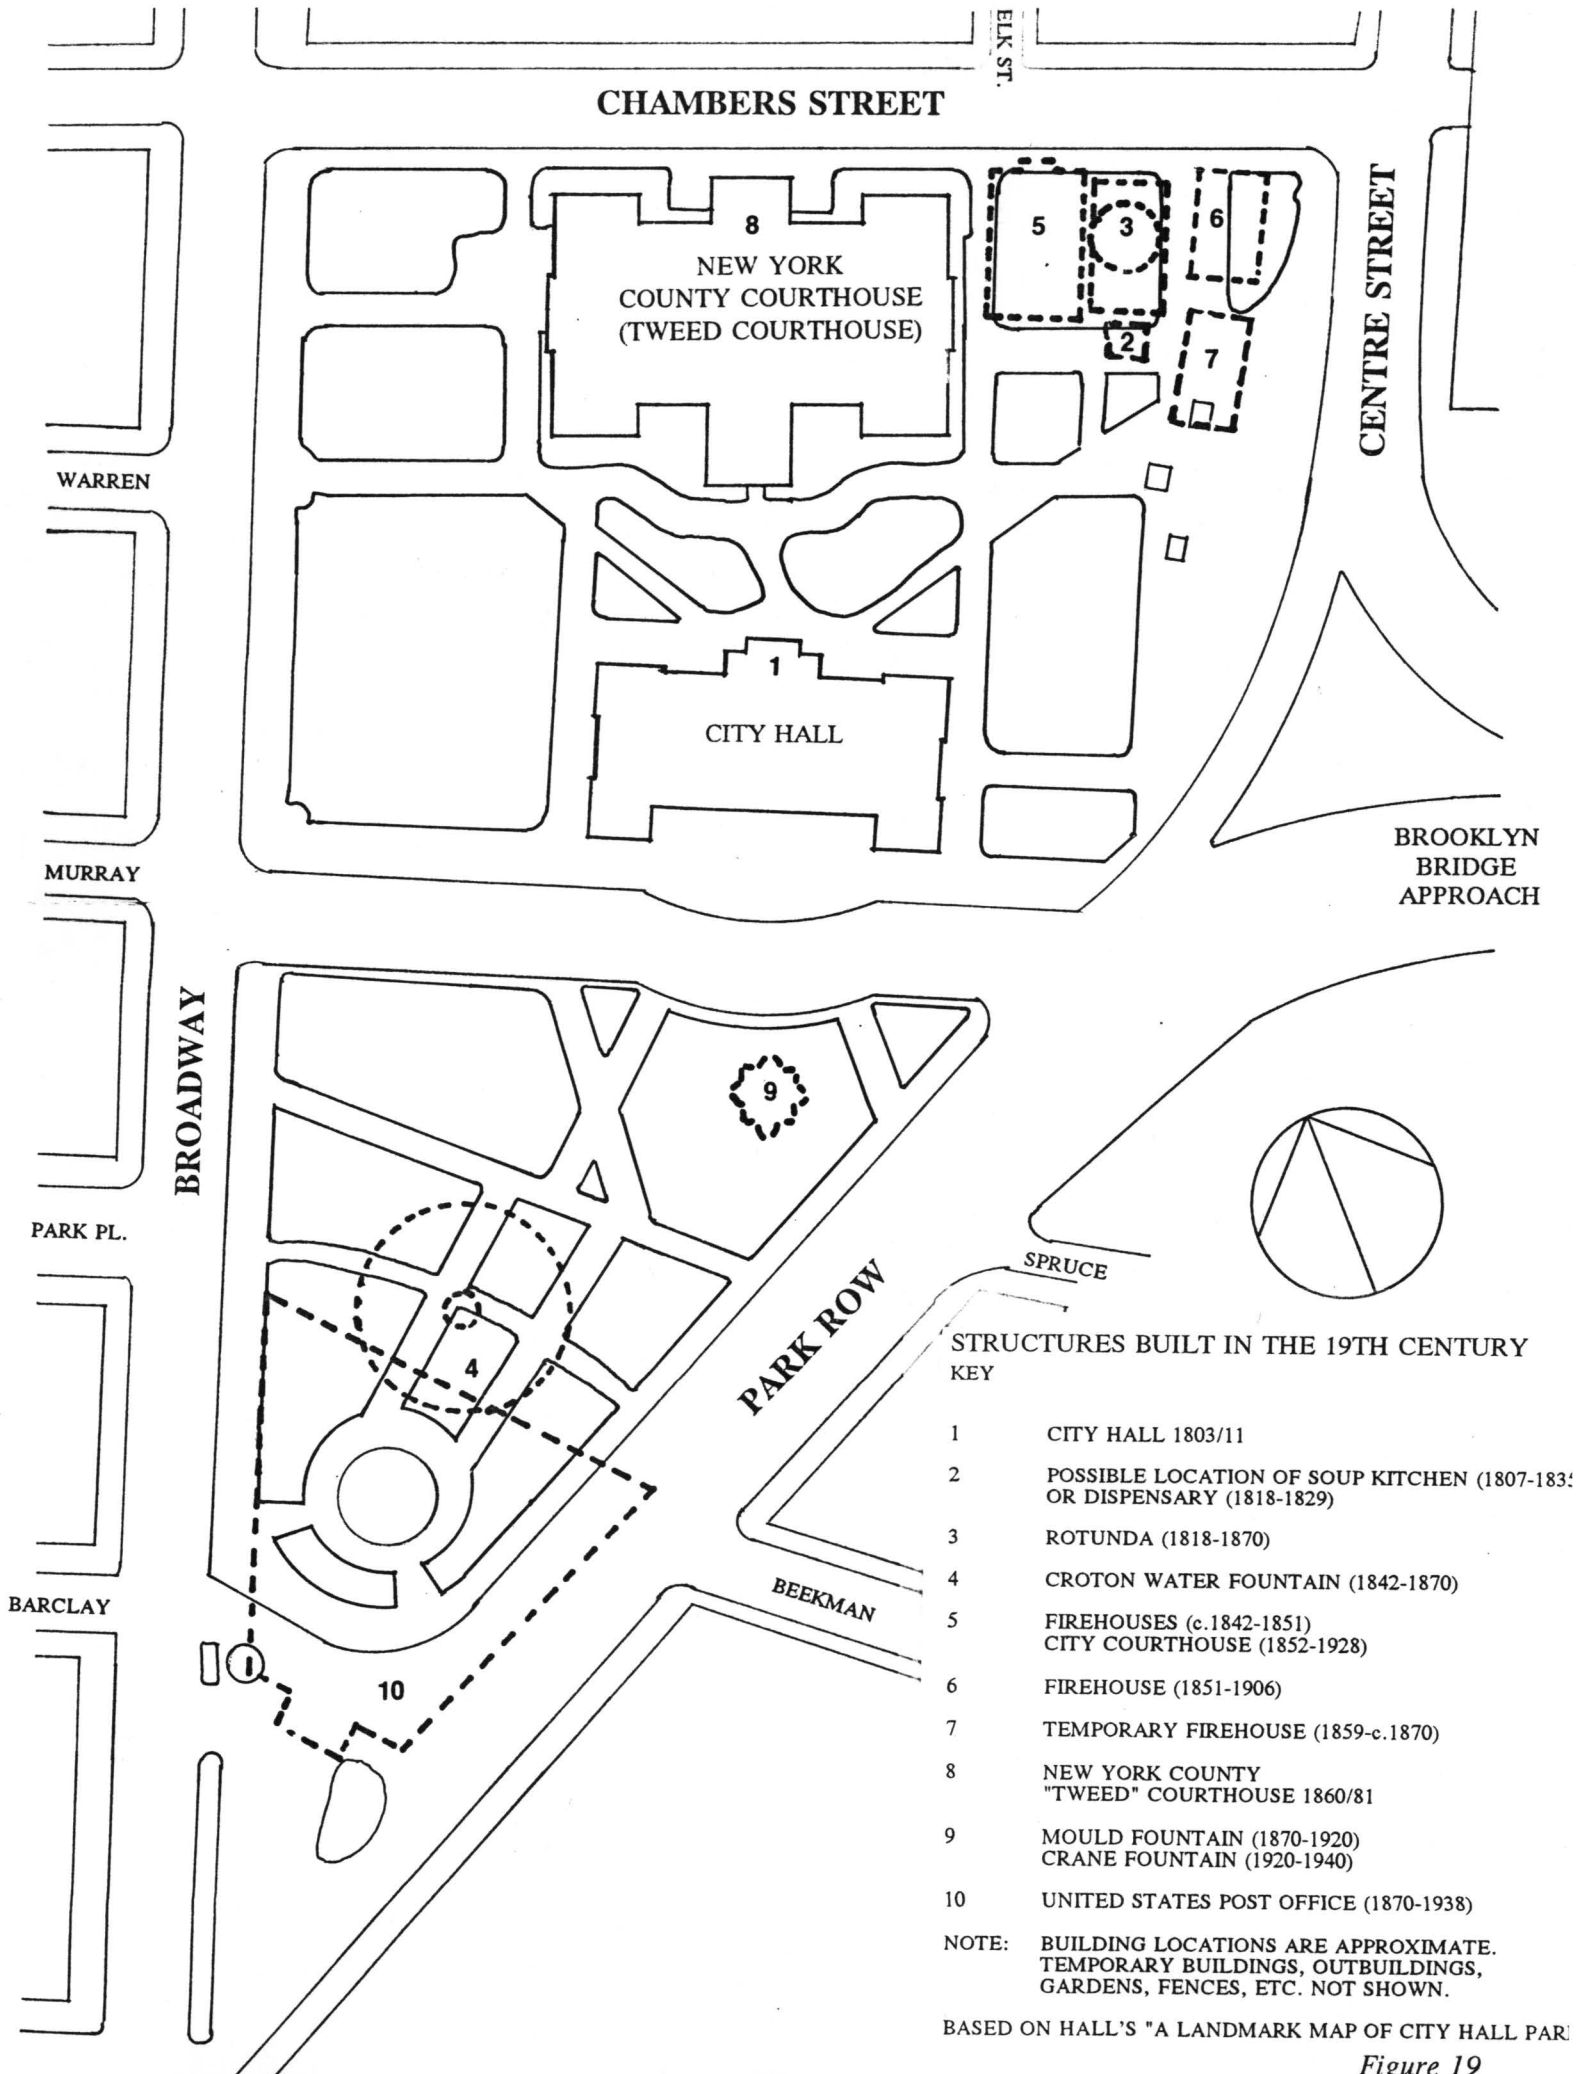 ELK ST.
CHAMBERS STREET
CENTRE STREET
8
NEW YORK
COUNTY COURTHOUSE
(TWEED COURTHOUSE)
5
3
6
2
7
WARREN
1
CITY HALL
BROOKLYN
BRIDGE
APPROACH
MURRAY
BROADWAY
9
PARK PL.
SPRUCE
PARK ROW
4
BARCLAY
BEEKMAN
10
STRUCTURES BUILT IN THE 19TH CENTURY
KEY
1 CITY HALL 1803/11
2 POSSIBLE LOCATION OF SOUP KITCHEN
OR DISPENSARY (1818-1829)
3 ROTUNDA (1818-1870)
4 CROTON WATER FOUNTAIN (1842-1870)
5 FIREHOUSES (c.1842-1851)
CITY COURTHOUSE (1852-1928)
6 FIREHOUSE (1851-1906)
7 TEMPORARY FIREHOUSE (1859-c.1870)
8 NEW YORK COUNTY
"TWEED" COURTHOUSE 1860/81
9 MOULD FOUNTAIN (1870-1920)
CRANE FOUNTAIN (1920-1940)
10 UNITED STATES POST OFFICE (1870-1938)
NOTE: BUILDING LOCATIONS ARE APPROXIMATE.
TEMPORARY BUILDINGS, OUTBUILDINGS,
GARDENS, FENCES, ETC. NOT SHOWN.
BASED ON HALL'S "A LANDMARK MAP OF CITY HALL
Figure 19